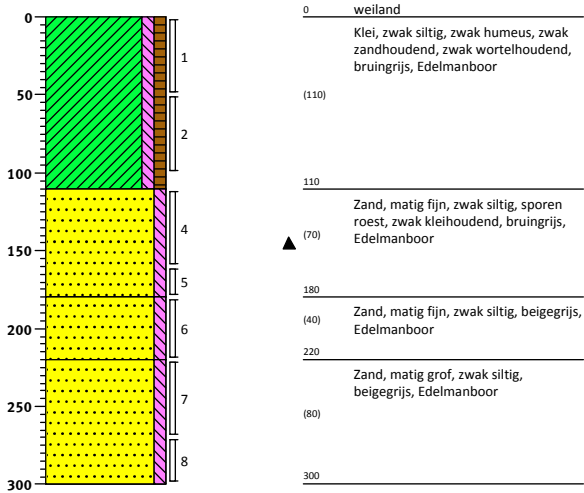 0
50
100
150
200
250
300
1
2
4
5
6
7
8
0 weiland
Klei, zwak siltig, zwak humeus, zwak
zandhoudend, zwak wortelhoudend,
bruingrijs, Edelmanboor
(110)
110
Zand, matig fijn, zwak siltig, sporen
roest, zwak kleihoudend, bruingrijs,
Edelmanboor
(70)
180
Zand, matig fijn, zwak siltig, beigegrijs,
Edelmanboor
(40)
220
Zand, matig grof, zwak siltig,
beigegrijs, Edelmanboor
(80)
300